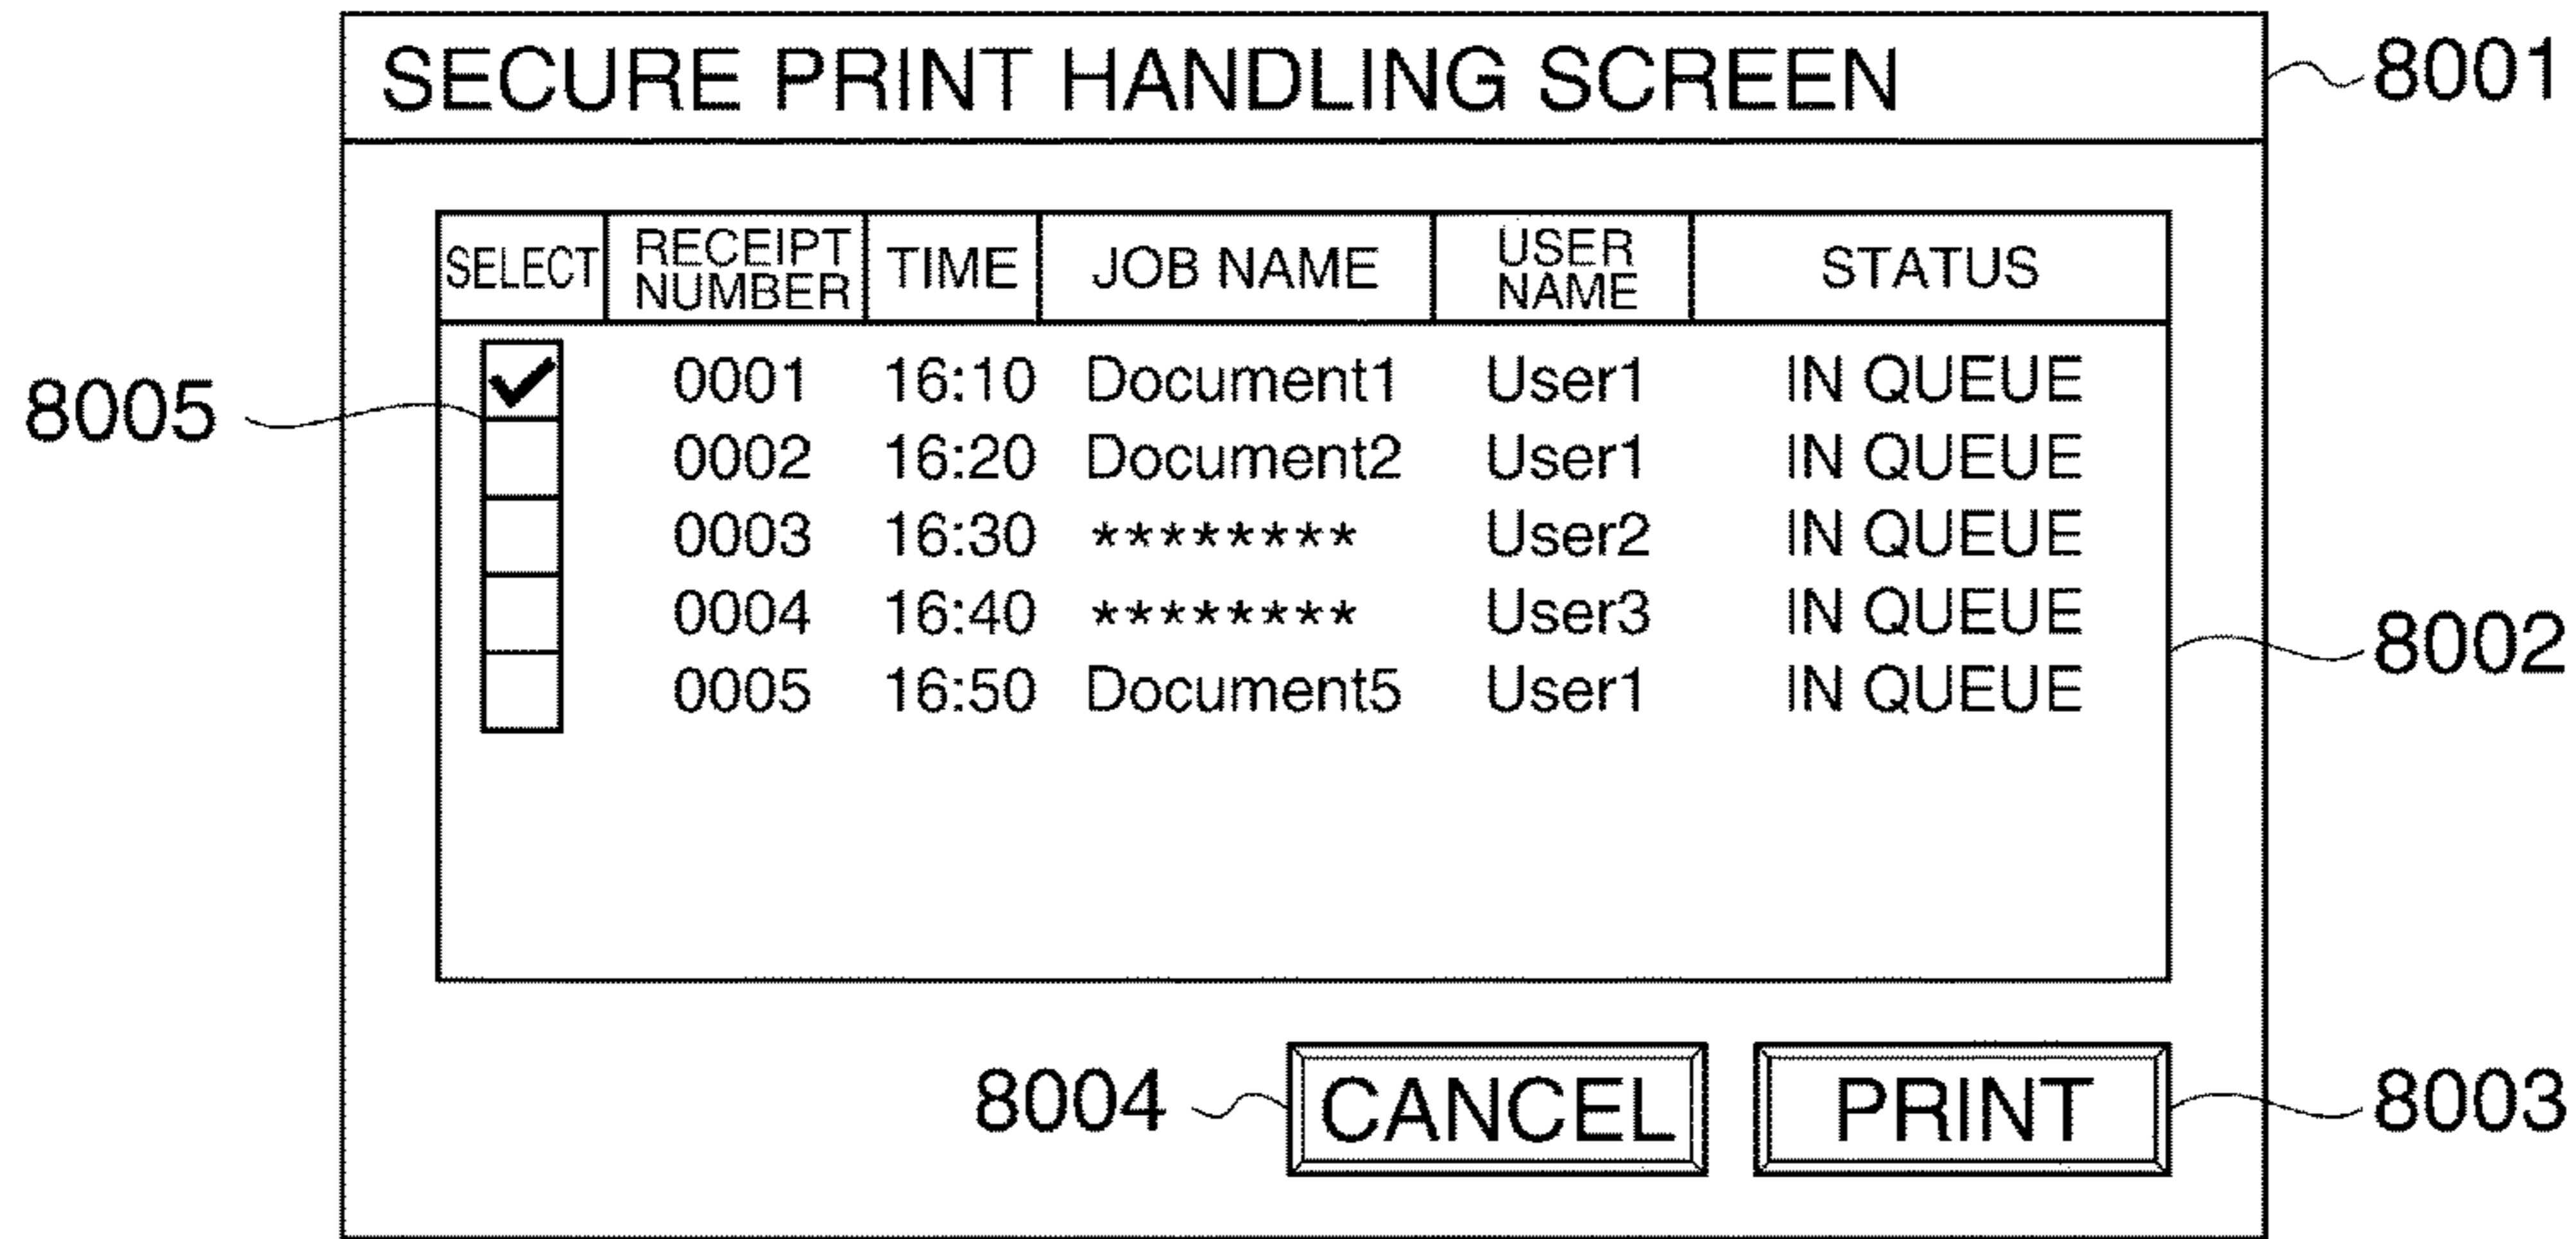 SECURE PRINT HANDLING SCREEN 8001
SELECT RECEIPT NUMBER TIME JOB NAME USER NAME STATUS
8005 0001 16:10 Document1 User1 IN QUEUE
0002 16:20 Document2 User1 IN QUEUE
0003 16:30 ******** User2 IN QUEUE
0004 16:40 ******** User3 IN QUEUE
8002
0005 16:50 Document5 User1 IN QUEUE
8004 CANCEL PRINT 8003